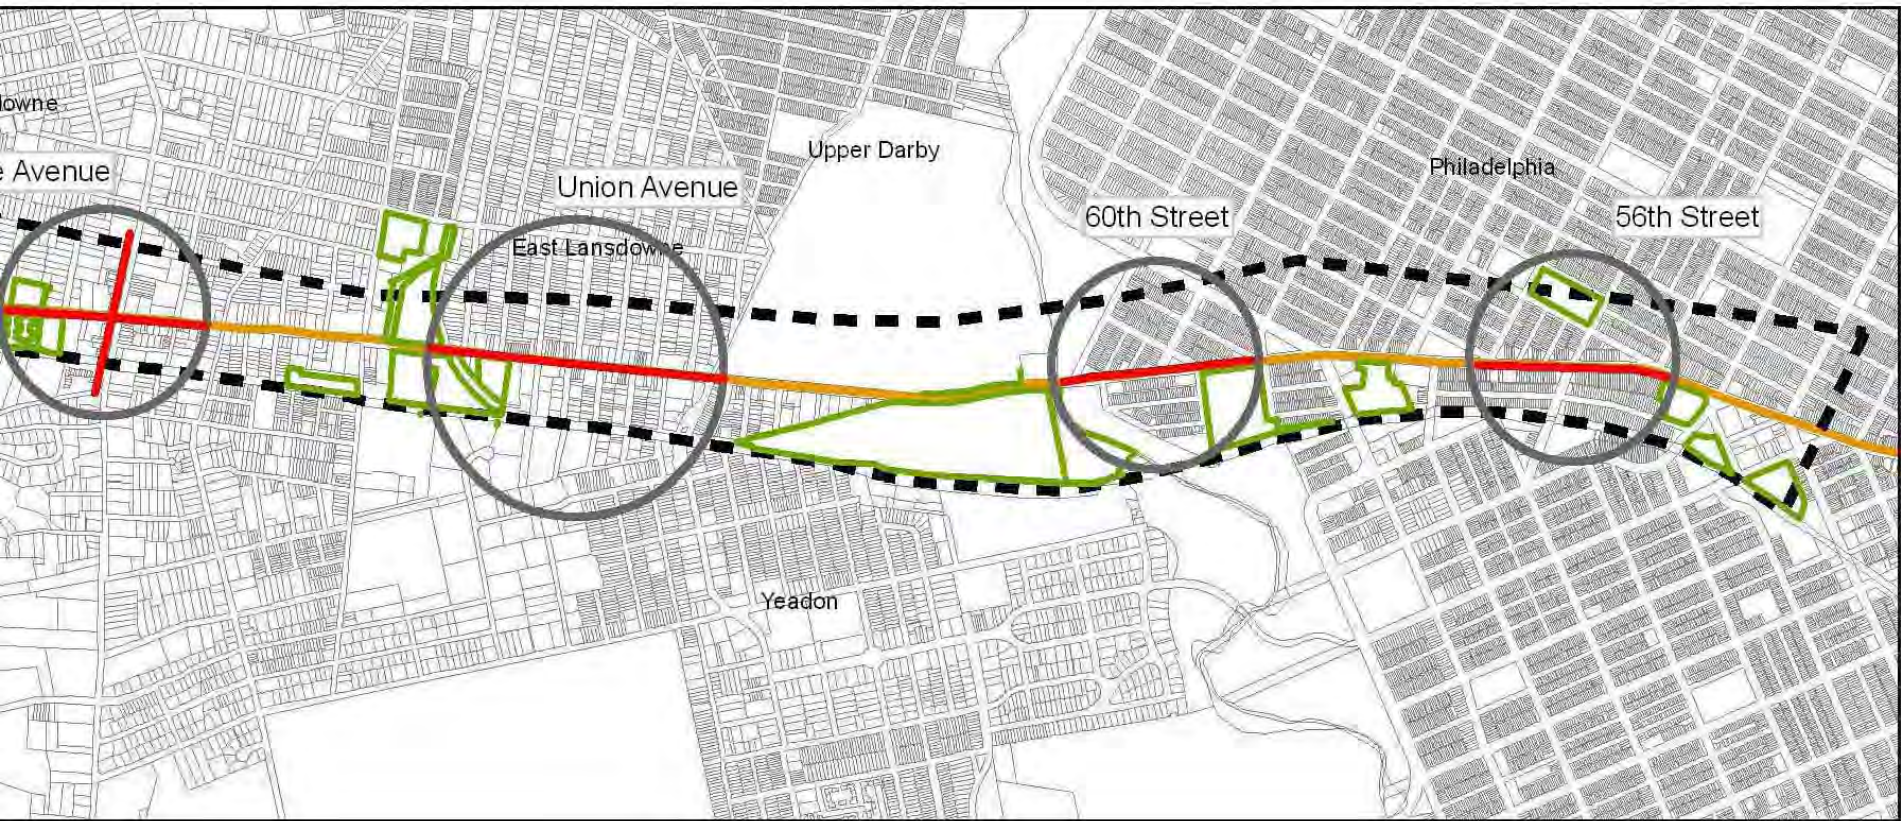 lowne
Upper Darby
Philadelphia
e Avenue
Union Avenue
60th Street
56th Street
East Lansdowne
Yeadon